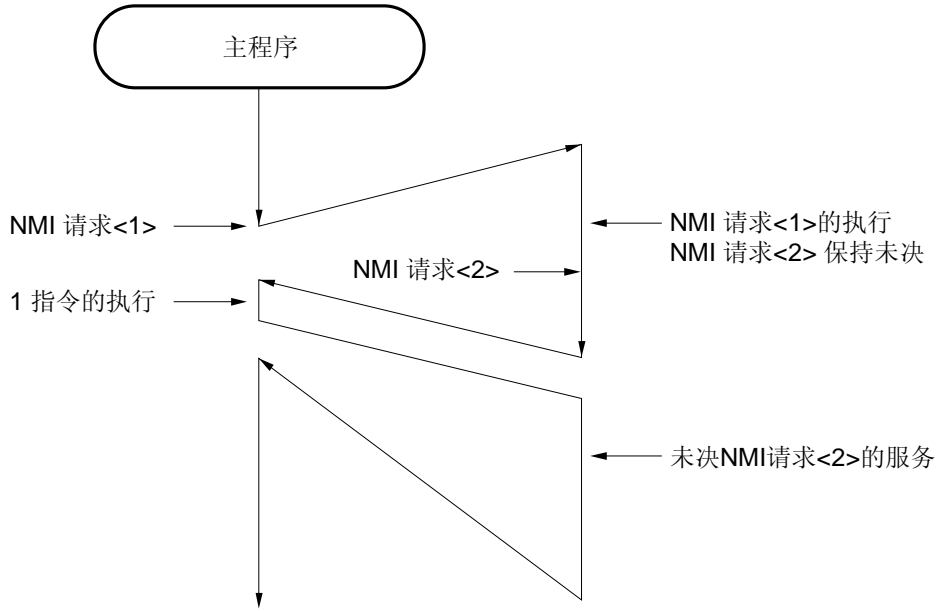 主程序
NMI 请求<1>
NMI 请求<1>的执行
NMI 请求<2> 保持未决
NMI 请求<2>
1 指令的执行
未决NMI请求<2>的服务